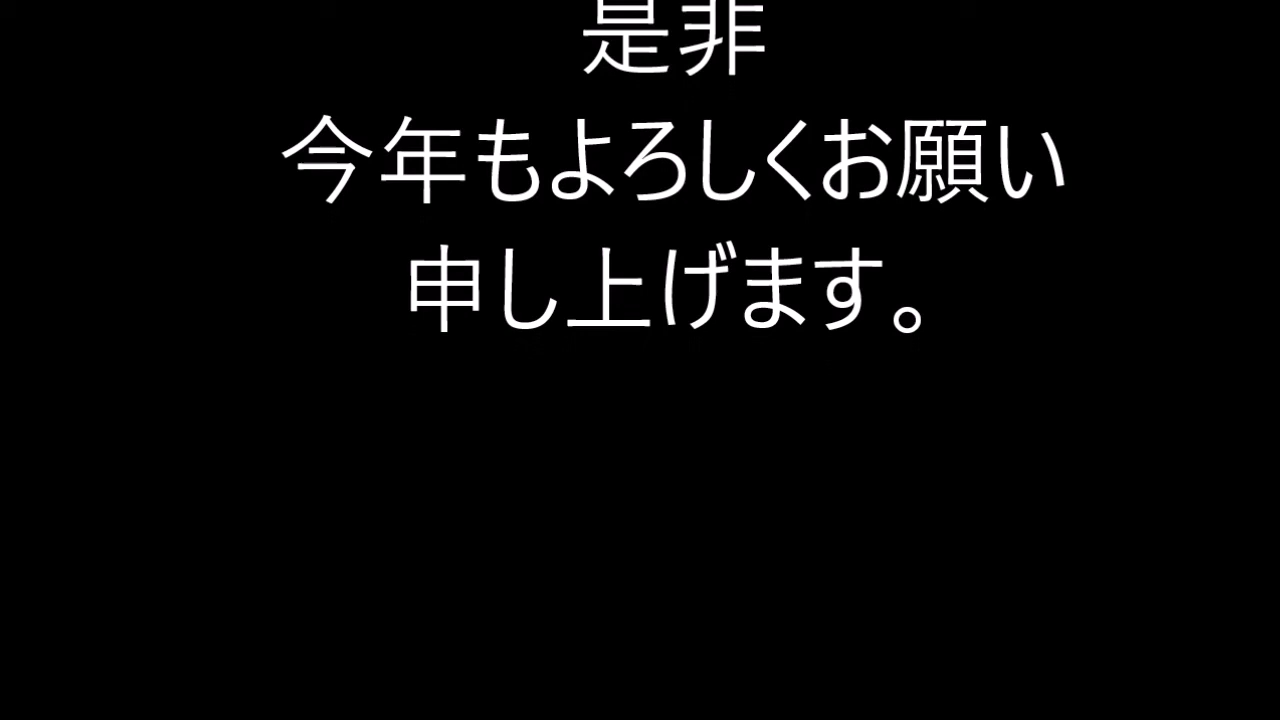 是非
今年もよろしくお願い
申し上げます。